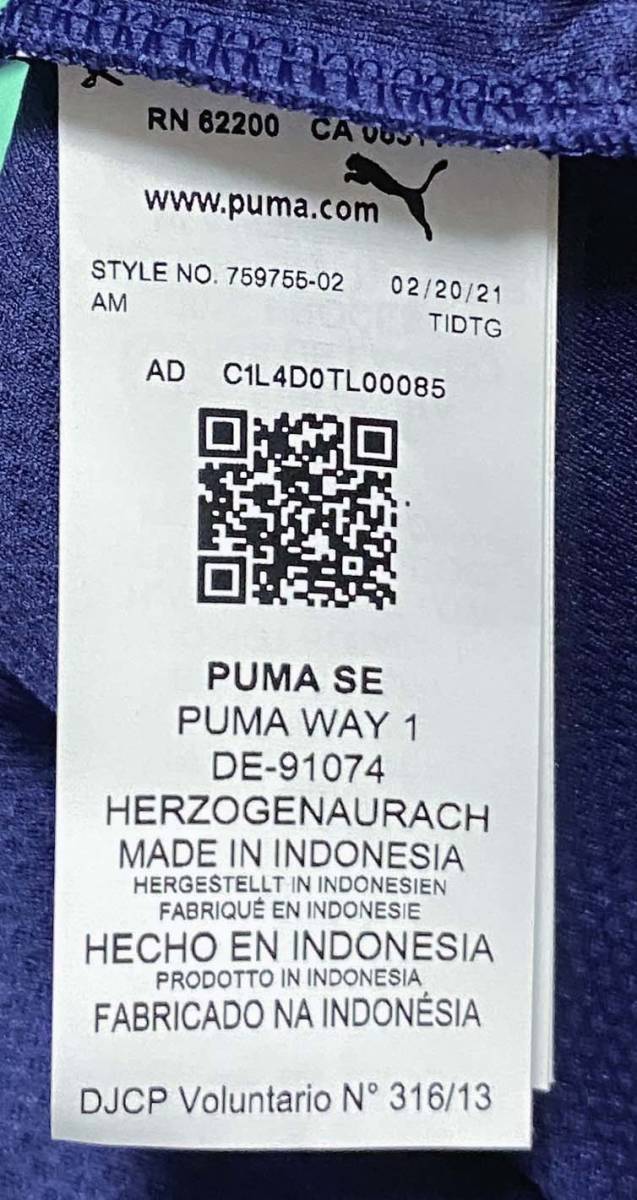 RN 62200 CA
www.puma.com
STYLE NO. 759755-02 02/20/21
AM TIDTG
AD C1L4D0TL00085
PUMA SE
PUMA WAY 1
DE-91074
HERZOGENAURACH
MADE IN INDONESIA
HERGESTELLT IN INDONESIEN
FABRIQUÉ EN INDONESIE
HECHO EN INDONESIA
PRODOTTO IN INDONESIA
FABRICADO NA INDONÉSIA
DJCP Voluntario N° 316/13